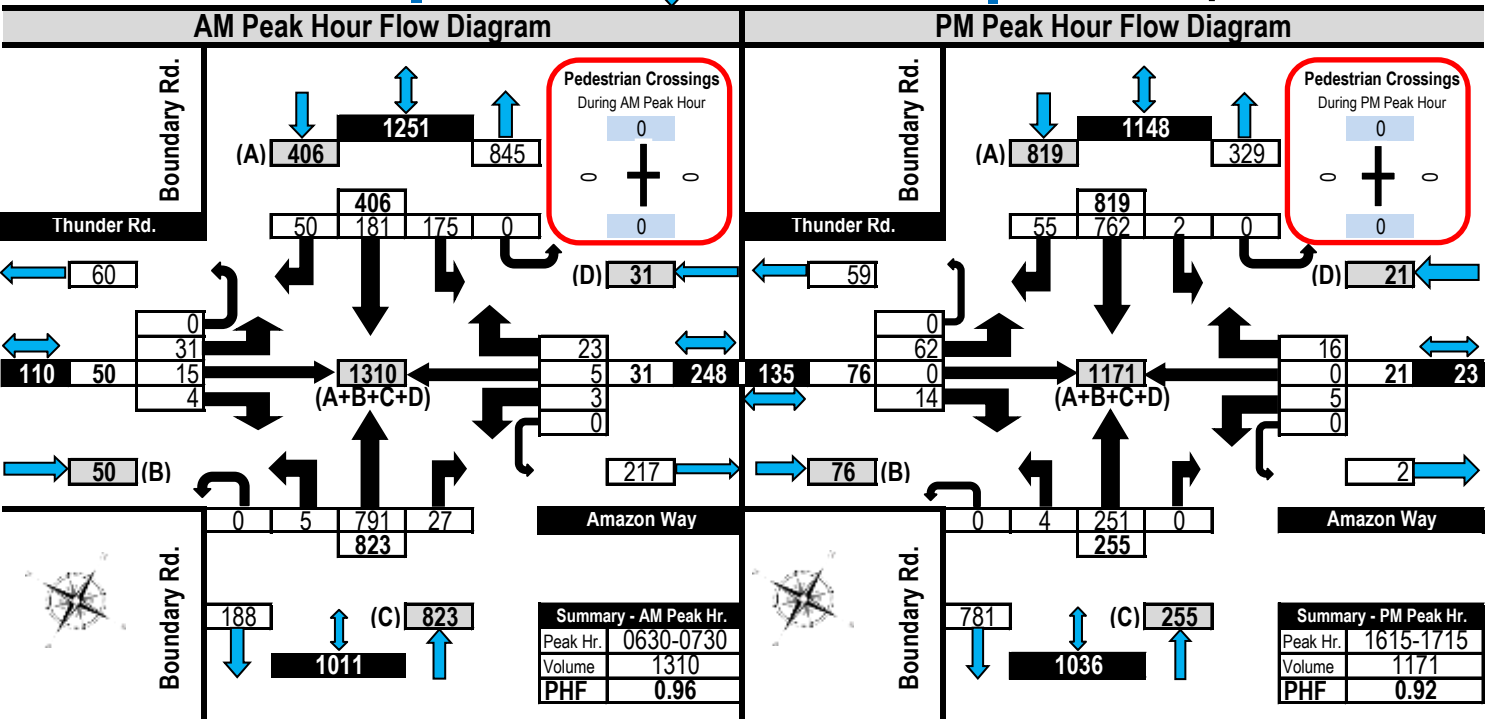 AM Peak Hour Flow Diagram
Boundary Rd.
1251
(A) 406
845
Pedestrian Crossings
During AM Peak Hour
0
0 0
0
406
Thunder Rd.
50 181 175 0
60
(D) 31
0
31
15
4
110 50
1310
(A+B+C+D)
23
5
3
0
31 248
50 (B)
217
0 5 791 27
823
Amazon Way
Boundary Rd.
188
(C) 823
1011
Summary - AM Peak Hr.
Peak Hr. 0630-0730
Volume 1310
PHF 0.96
PM Peak Hour Flow Diagram
Boundary Rd.
1148
(A) 819
329
Pedestrian Crossings
During PM Peak Hour
0
0 0
0
819
Thunder Rd.
55 762 2 0
59
(D) 21
0
62
0
14
135 76
1171
(A+B+C+D)
16
0
5
0
21 23
76 (B)
2
0 4 251 0
255
Amazon Way
Boundary Rd.
781
(C) 255
1036
Summary - PM Peak Hr.
Peak Hr. 1615-1715
Volume 1171
PHF 0.92